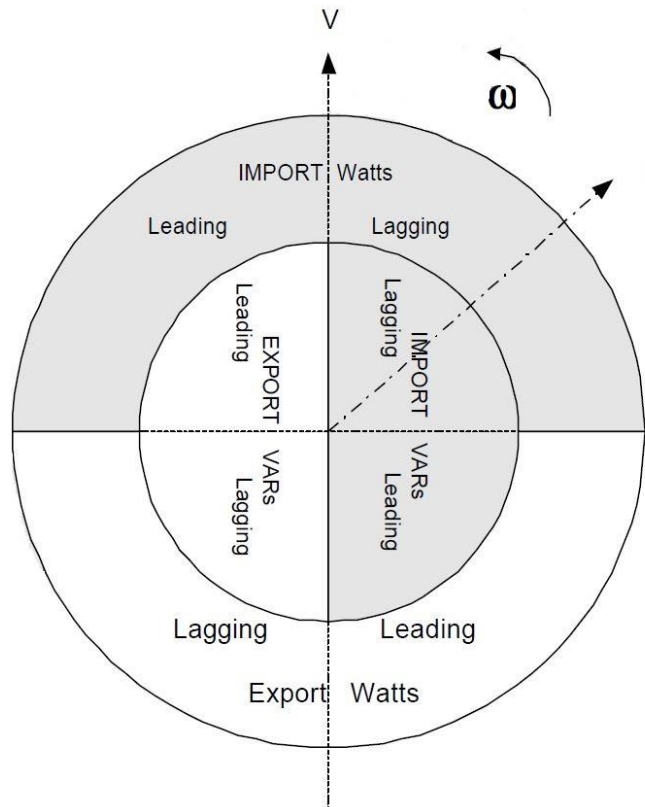 V
ω
IMPORT Watts
Leading
Lagging
Leading
EXPORT
Lagging
IMPORT
VARs
Lagging
VARs
Leading
Lagging
Leading
Export Watts